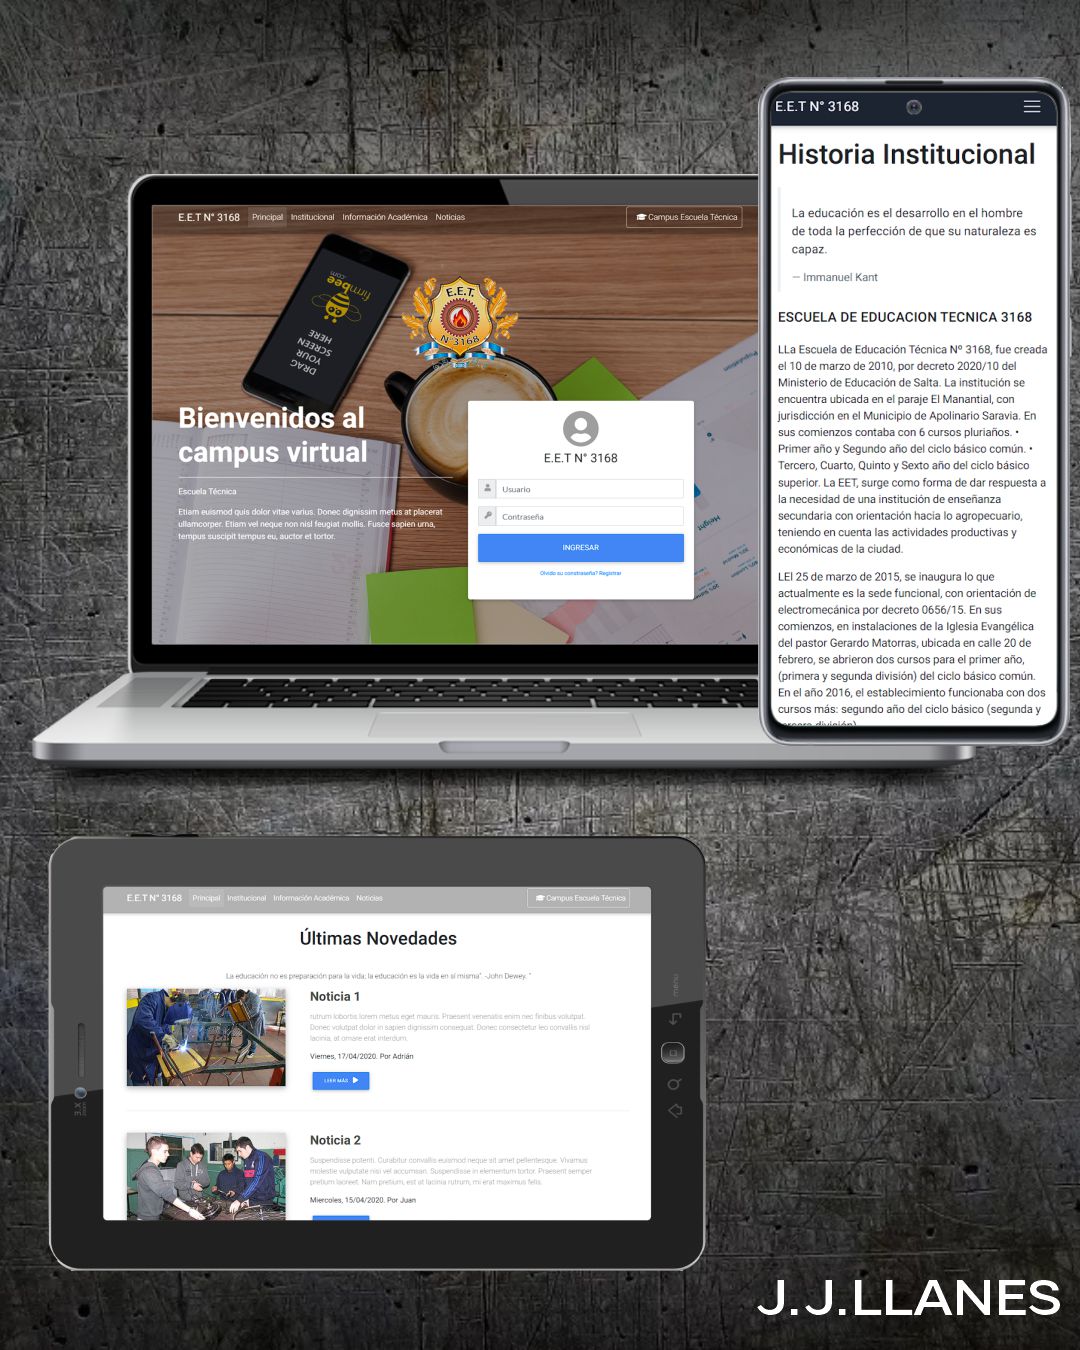 E.E.T N° 3168 Principal Institucional Información Académica Noticias Campus Escuela Técnica
firmbee
.com
DRAG
YOUR
SCREEN
HERE
E.E.T.
N°3168
Bienvenidos al
campus virtual
Escuela Técnica
Etiam euismod quis dolor vitae varius. Donec dignissim metus at placerat
ullamcorper. Etiam vel neque non nisl feugiat mollis. Fusce sapien urna,
tempus suscipit tempus eu, auctor et tortor.
E.E.T N° 3168
Usuario
Contraseña
INGRESAR
Olvido su constraseña? Registrar
Population
Height
E.E.T N° 3168
Historia Institucional
La educación es el desarrollo en el hombre
de toda la perfección de que su naturaleza es
capaz.
— Immanuel Kant
ESCUELA DE EDUCACION TECNICA 3168
LLa Escuela de Educación Técnica Nº 3168, fue creada
el 10 de marzo de 2010, por decreto 2020/10 del
Ministerio de Educación de Salta. La institución se
encuentra ubicada en el paraje El Manantial, con
jurisdicción en el Municipio de Apolinario Saravia. En
sus comienzos contaba con 6 cursos pluriaños. •
Primer año y Segundo año del ciclo básico común. •
Tercero, Cuarto, Quinto y Sexto año del ciclo básico
superior. La EET, surge como forma de dar respuesta a
la necesidad de una institución de enseñanza
secundaria con orientación hacia lo agropecuario,
teniendo en cuenta las actividades productivas y
económicas de la ciudad.
LEl 25 de marzo de 2015, se inaugura lo que
actualmente es la sede funcional, con orientación de
electromecánica por decreto 0656/15. En sus
comienzos, en instalaciones de la Iglesia Evangélica
del pastor Gerardo Matorras, ubicada en calle 20 de
febrero, se abrieron dos cursos para el primer año,
(primera y segunda división) del ciclo básico común.
En el año 2016, el establecimiento funcionaba con dos
cursos más: segundo año del ciclo básico (segunda y
tercera división)
E.E.T N° 3168 Principal Institucional Información Académica Noticias Campus Escuela Técnica
Últimas Novedades
La educación no es preparación para la vida; la educación es la vida en sí misma". -John Dewey. "
Noticia 1
rutrum lobortis lorem metus eget mauris. Praesent venenatis enim nec finibus volutpat.
Donec volutpat dolor in sapien dignissim consequat. Donec consectetur leo convallis nisl
lacinia, at ornare erat interdum.
Viernes, 17/04/2020. Por Adrián
LEER MÁS
Noticia 2
Suspendisse potenti. Curabitur convallis euismod neque sit amet pellentesque. Vivamus
molestie vulputate nisi vel accumsan. Suspendisse in elementum tortor. Praesent semper
pretium laoreet. Nam pretium, est at lacinia rutrum, mi erat maximus felis.
Miercoles, 15/04/2020. Por Juan
menu
3.X
zoom
J.J.LLANES